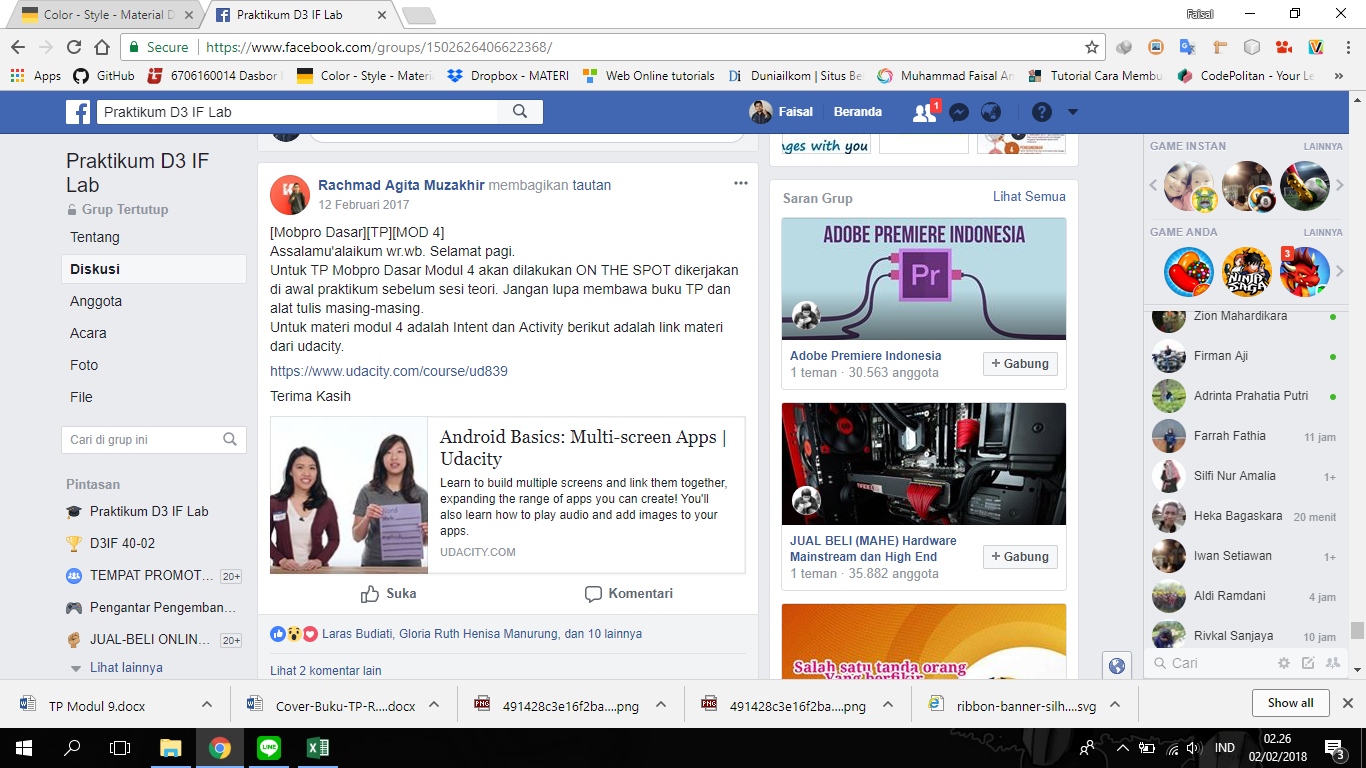 Color - Style - Material D
Praktikum D3 IF Lab
Faisal
Secure
https://www.facebook.com/groups/1502626406622368/
Apps
GitHub
6706160014 Dasbor
Color - Style - Materia
Dropbox - MATERI
Web Online tutorials
Duniailkom | Situs Be
Muhammad Faisal Am
Tutorial Cara Membu
CodePolitan - Your Le
»
Praktikum D3 IF Lab
Faisal
Beranda
1
Praktikum D3 IF
Lab
Grup Tertutup
Tentang
Diskusi
Anggota
Acara
Foto
File
Cari di grup ini
Pintasan
Praktikum D3 IF Lab
D3IF 40-02
TEMPAT PROMOT...
20+
Pengantar Pengemban...
JUAL-BELI ONLIN...
20+
Lihat lainnya
Rachmad Agita Muzakhir membagikan tautan
12 Februari 2017
[Mobpro Dasar][TP][MOD 4]
Assalamu'alaikum wr.wb. Selamat pagi.
Untuk TP Mobpro Dasar Modul 4 akan dilakukan ON THE SPOT dikerjakan
di awal praktikum sebelum sesi teori. Jangan lupa membawa buku TP dan
alat tulis masing-masing.
Untuk materi modul 4 adalah Intent dan Activity berikut adalah link materi
dari udacity.
https://www.udacity.com/course/ud839
Terima Kasih
Android Basics: Multi-screen Apps |
Udacity
Learn to build multiple screens and link them together,
expanding the range of apps you can create! You'll
also learn how to play audio and add images to your
apps.
UDACITY.COM
Suka
Komentari
Laras Budiati, Gloria Ruth Henisa Manurung, dan 10 lainnya
Lihat 2 komentar lain
nges with you
Saran Grup
Lihat Semua
ADOBE PREMIERE INDONESIA
Pr
Adobe Premiere Indonesia
1 teman · 30.563 anggota
+ Gabung
JUAL BELI (MAHE) Hardware
Mainstream dan High End
1 teman · 35.882 anggota
+ Gabung
Salah satu tanda orang
Yang berfikir
GAME INSTAN
LAINNYA
8
GAME ANDA
LAINNYA
NINJA
SAGA
3
Zion Mahardikara
Firman Aji
Adrinta Prahatia Putri
Farrah Fathia
11 jam
Silfi Nur Amalia
1+
Heka Bagaskara
20 menit
Iwan Setiawan
1+
Aldi Ramdani
4 jam
Rivkal Sanjaya
10 jam
Cari
TP Modul 9.docx
Cover-Buku-TP-R....docx
491428c3e16f2ba....png
491428c3e16f2ba....png
ribbon-banner-silh....svg
Show all
IND
02.26
02/02/2018
3